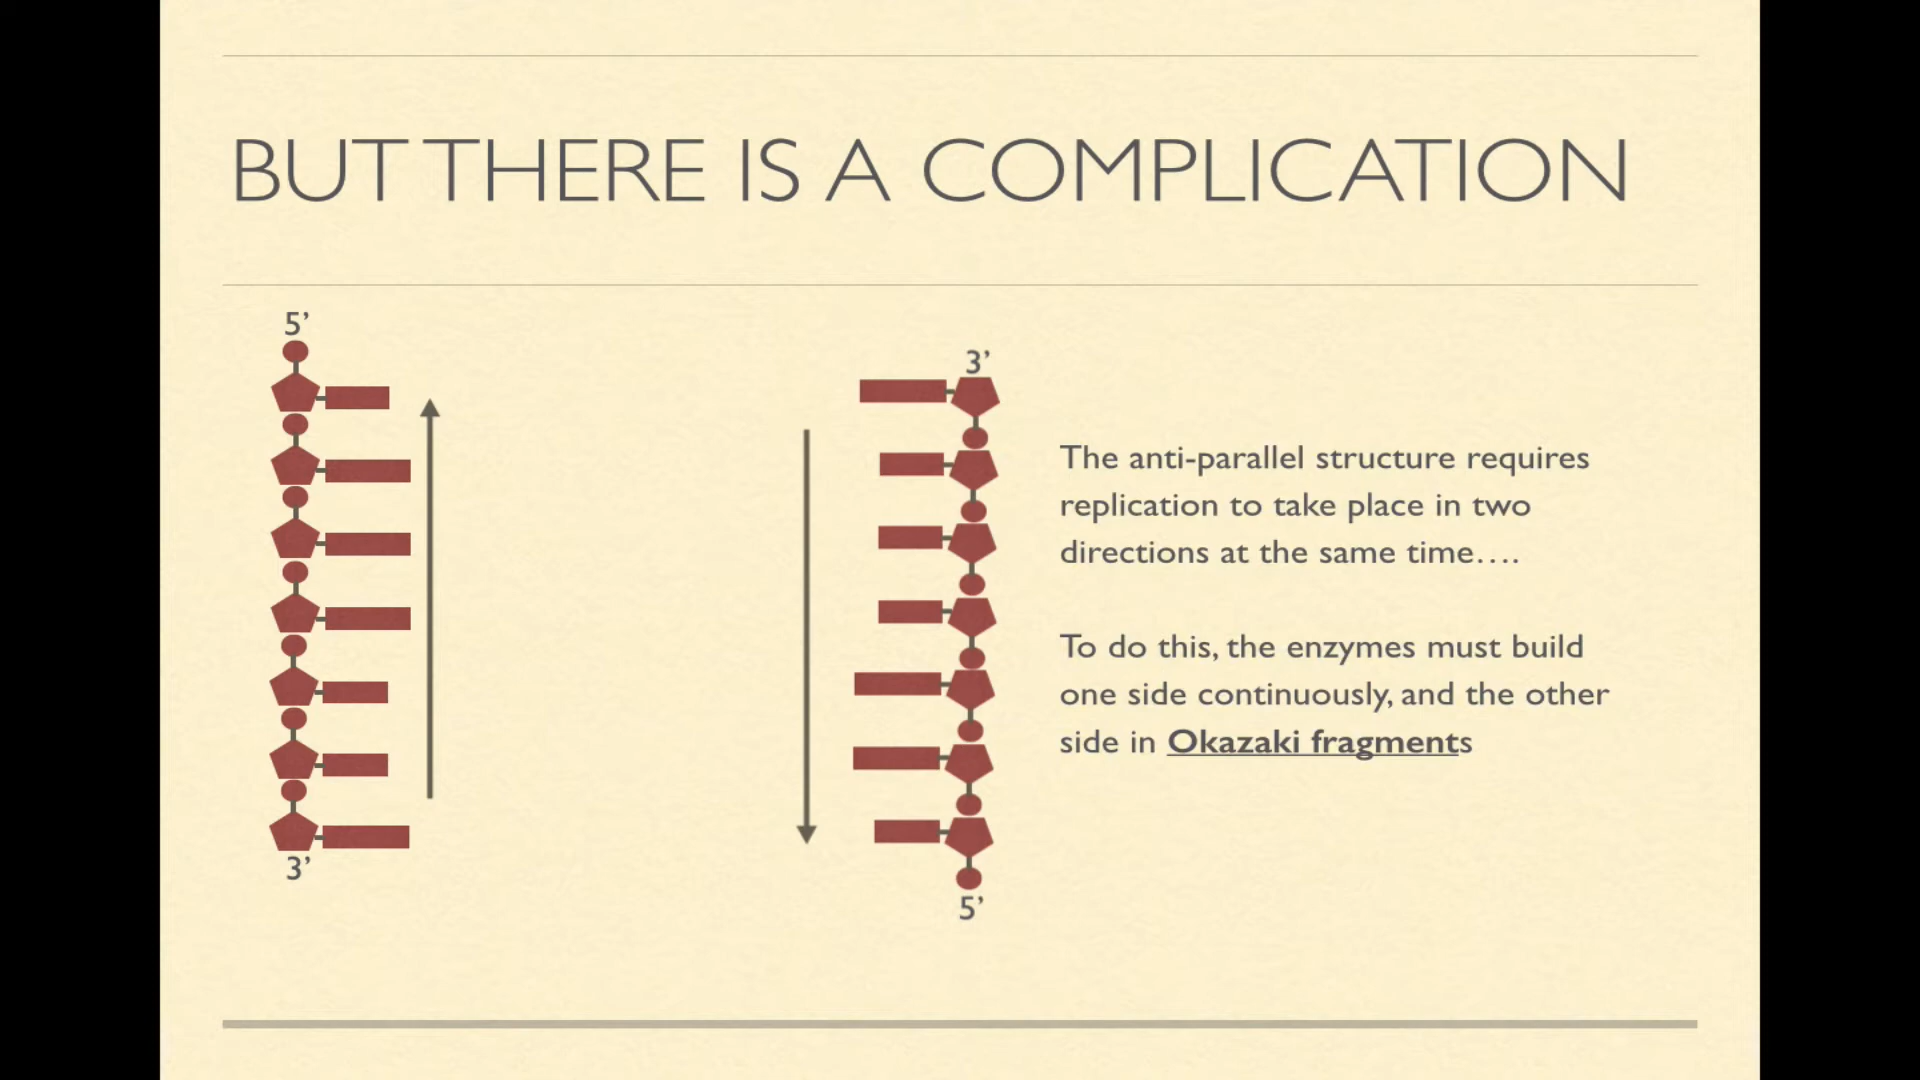 BUT THERE IS A COMPLICATION
5’
3’
The anti-parallel structure requires
replication to take place in two
directions at the same time….
To do this, the enzymes must build
one side continuously, and the other
side in Okazaki fragments
3’
5’